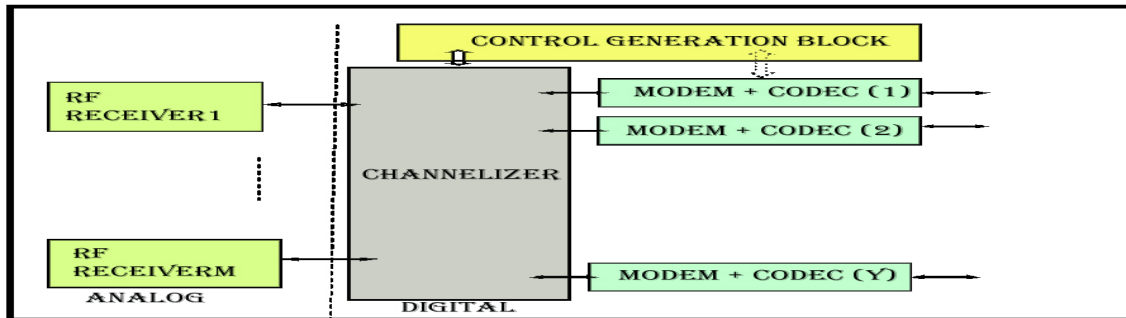 CONTROL GENERATION BLOCK
RF
RECEIVER1
MODEM + CODEC (1)
MODEM + CODEC (2)
CHANNELIZER
RF
RECEIVERM
MODEM + CODEC (Y)
ANALOG
DIGITAL